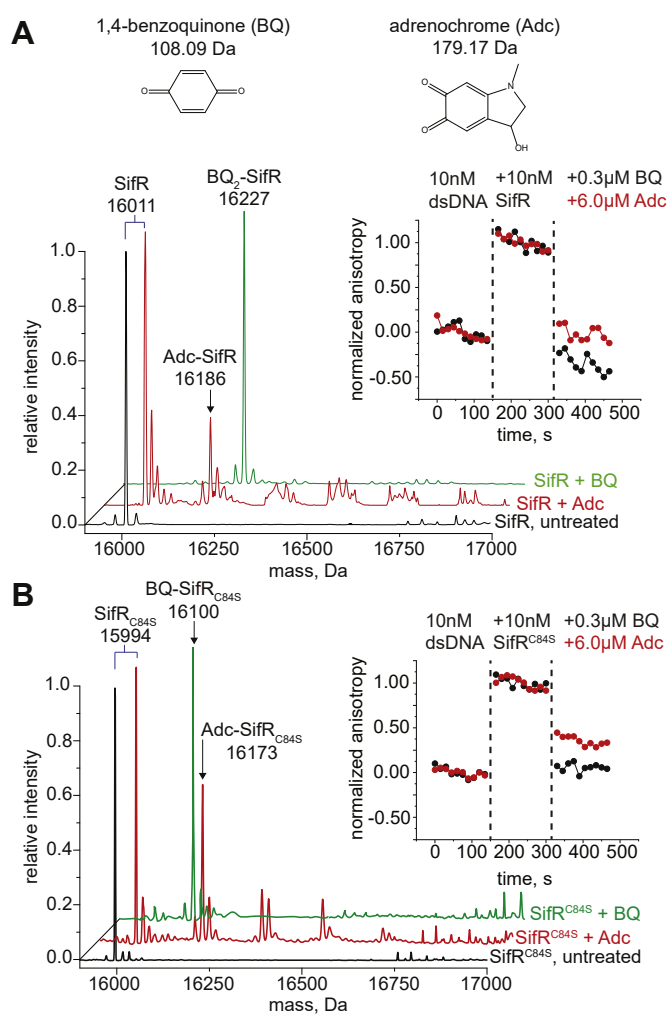 A
1,4-benzoquinone (BQ)
108.09 Da
adrenochrome (Adc)
179.17 Da
O
O
O
O
N
OH
SifR
16011
BQ2-SifR
16227
Adc-SifR
16186
10nM
dsDNA
+10nM
SifR
+0.3µM BQ
+6.0µM Adc
normalized anisotropy
1.00
0.50
0.00
-0.50
0 100 200 300 400 500
time, s
relative intensity
1.0
0.8
0.6
0.4
0.2
0.0
SifR + BQ
SifR + Adc
SifR, untreated
16000 16250 16500 16750 17000
mass, Da
B
SifRC84S
15994
BQ-SifRC84S
16100
Adc-SifRC84S
16173
10nM
dsDNA
+10nM
SifRC84S
+0.3µM BQ
+6.0µM Adc
normalized anisotropy
1.00
0.50
0.00
-0.50
0 100 200 300 400 500
time, s
relative intensity
1.0
0.8
0.6
0.4
0.2
0.0
SifRC84S + BQ
SifRC84S + Adc
SifRC84S, untreated
16000 16250 16500 16750 17000
mass, Da